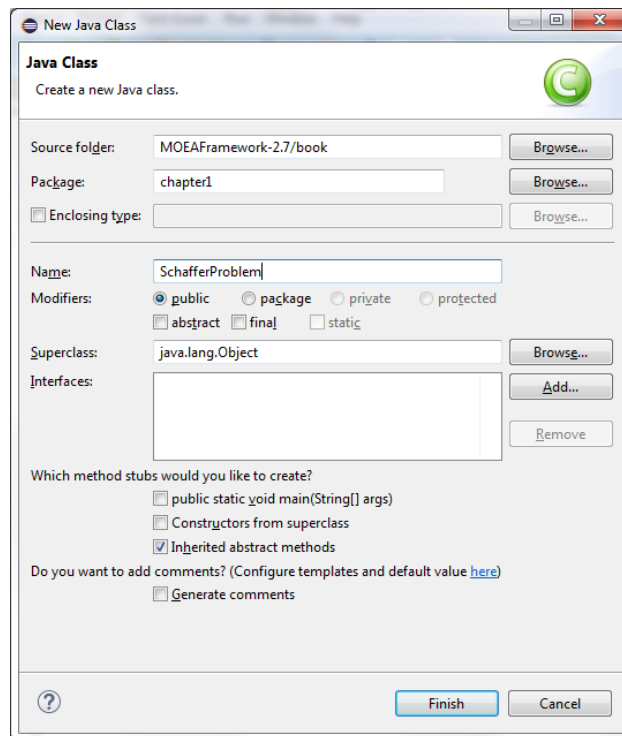 New Java Class
Java Class
Create a new Java class.
Source folder: MOEAFramework-2.7/book Browse...
Package: chapter1 Browse...
Enclosing type: Browse...
Name: SchafferProblem
Modifiers: public package private protected
abstract final static
Superclass: java.lang.Object Browse...
Interfaces: Add...
Remove
Which method stubs would you like to create?
public static void main(String[] args)
Constructors from superclass
Inherited abstract methods
Do you want to add comments? (Configure templates and default value here)
Generate comments
? Finish Cancel